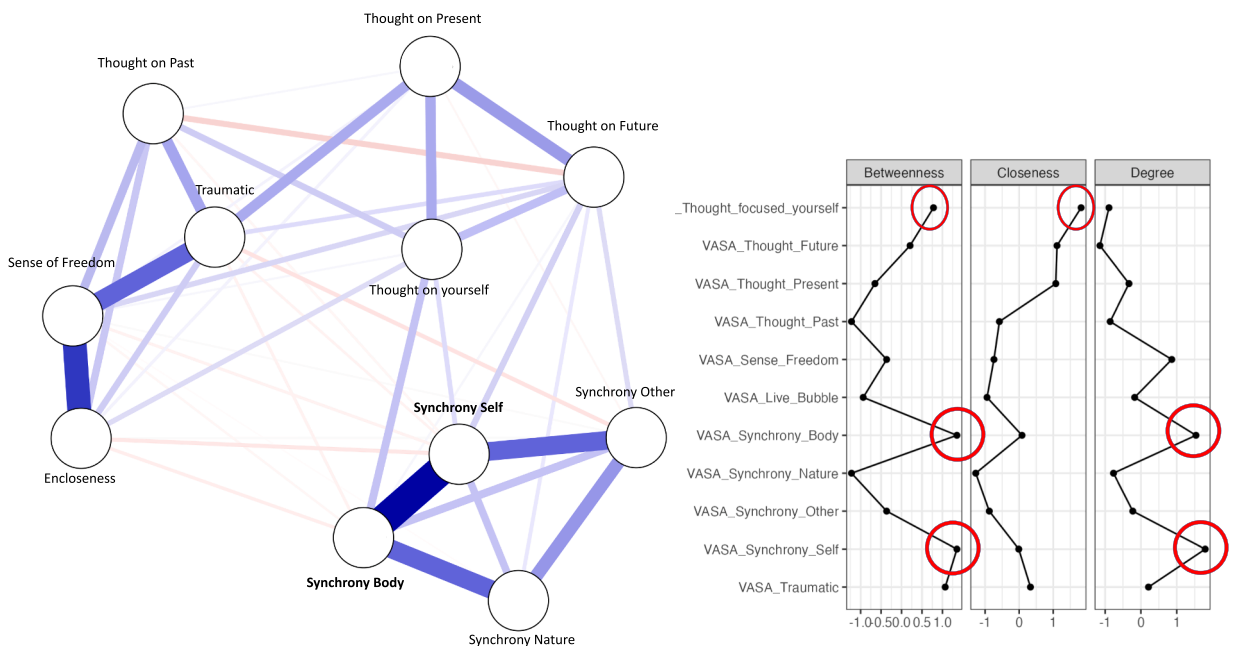 Thought on Present
Thought on Past
Thought on Future
Traumatic
Sense of Freedom
Thought on yourself
Synchrony Other
Synchrony Self
Encloseness
Synchrony Body
Synchrony Nature
Betweenness Closeness Degree
_Thought_focused_yourself
VASA_Thought_Future
VASA_Thought_Present
VASA_Thought_Past
VASA_Sense_Freedom
VASA_Live_Bubble
VASA_Synchrony_Body
VASA_Synchrony_Nature
VASA_Synchrony_Other
VASA_Synchrony_Self
VASA_Traumatic
-1.0 -0.5 0.0 0.5 1.0 -1 0 1 -1 0 1